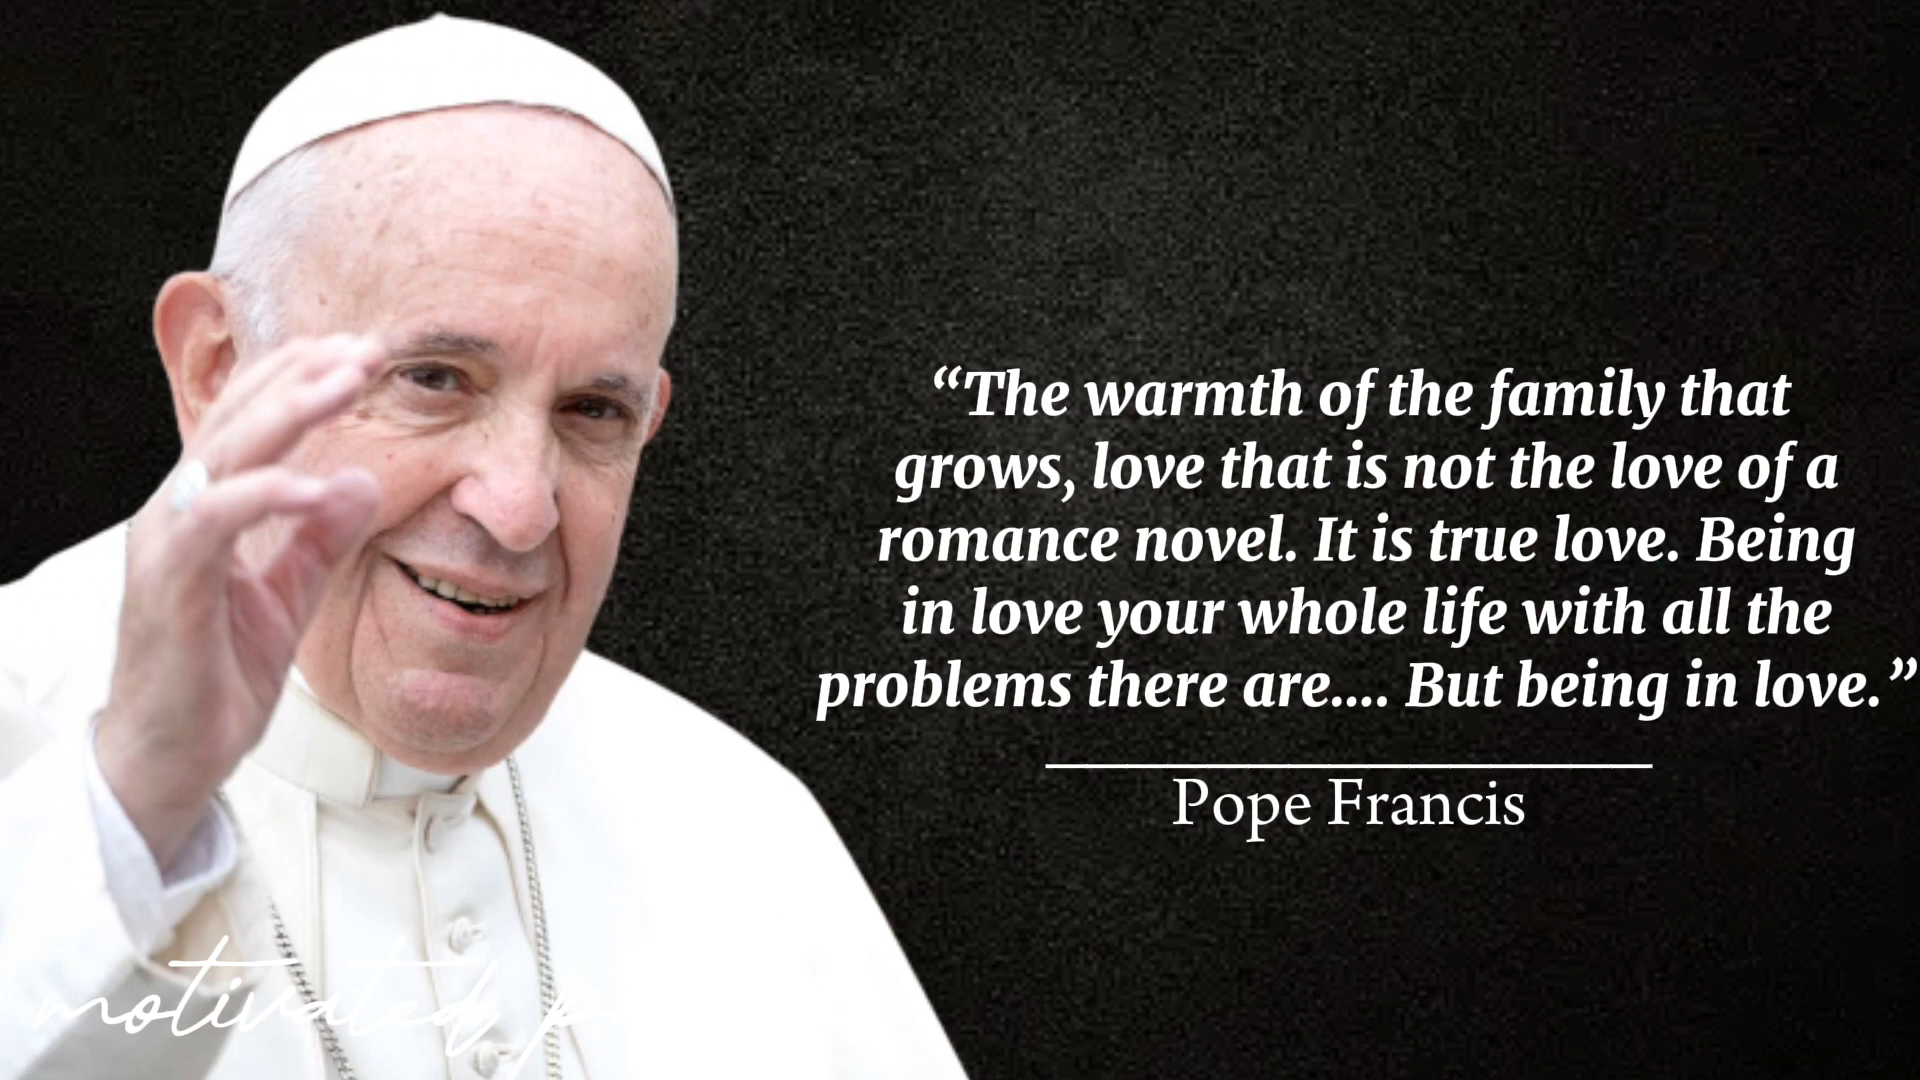 “The warmth of the family that
grows, love that is not the love of a
romance novel. It is true love. Being
in love your whole life with all the
problems there are.... But being in love.”
Pope Francis
motivated p